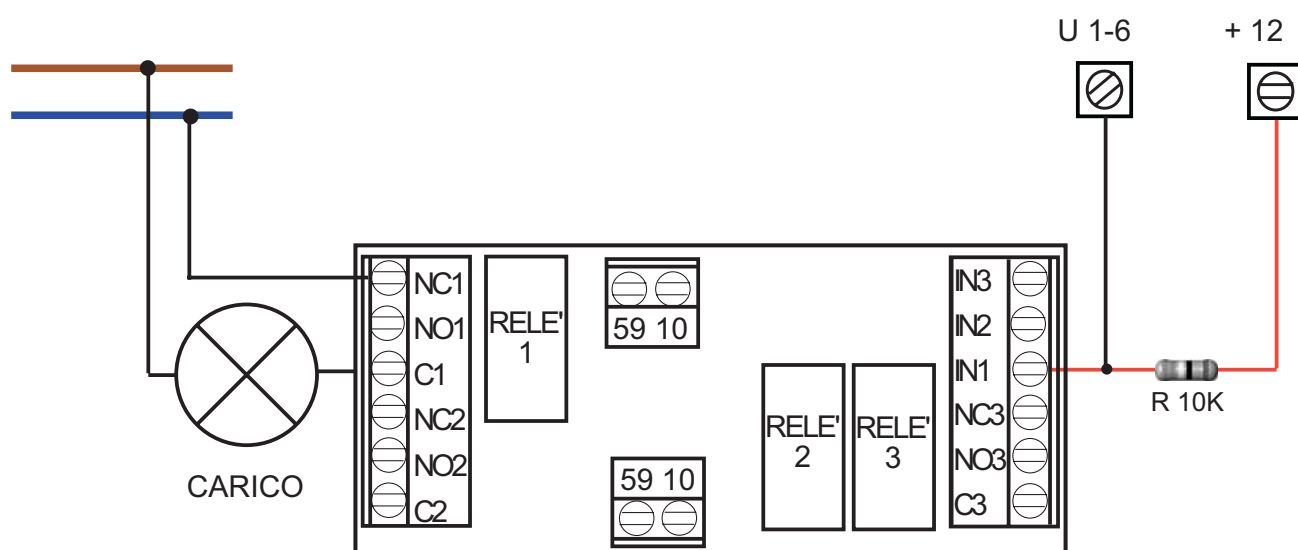 U 1-6
+ 12
NC1
NO1
C1
NC2
NO2
C2
RELE'
1
59 10
RELE'
2
RELE'
3
59 10
IN3
IN2
IN1
NC3
NO3
C3
R 10K
CARICO